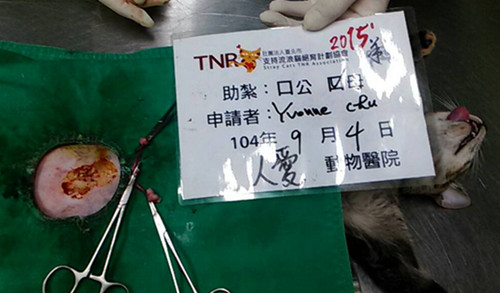 2015'
TNR 社團法人臺北市
支持流浪貓絕育計劃協會
Stray Cats TNR Association
助紮：口公 ☑母
申請者：Yvonne Chu
104年 9 月 4 日
人愛 動物醫院